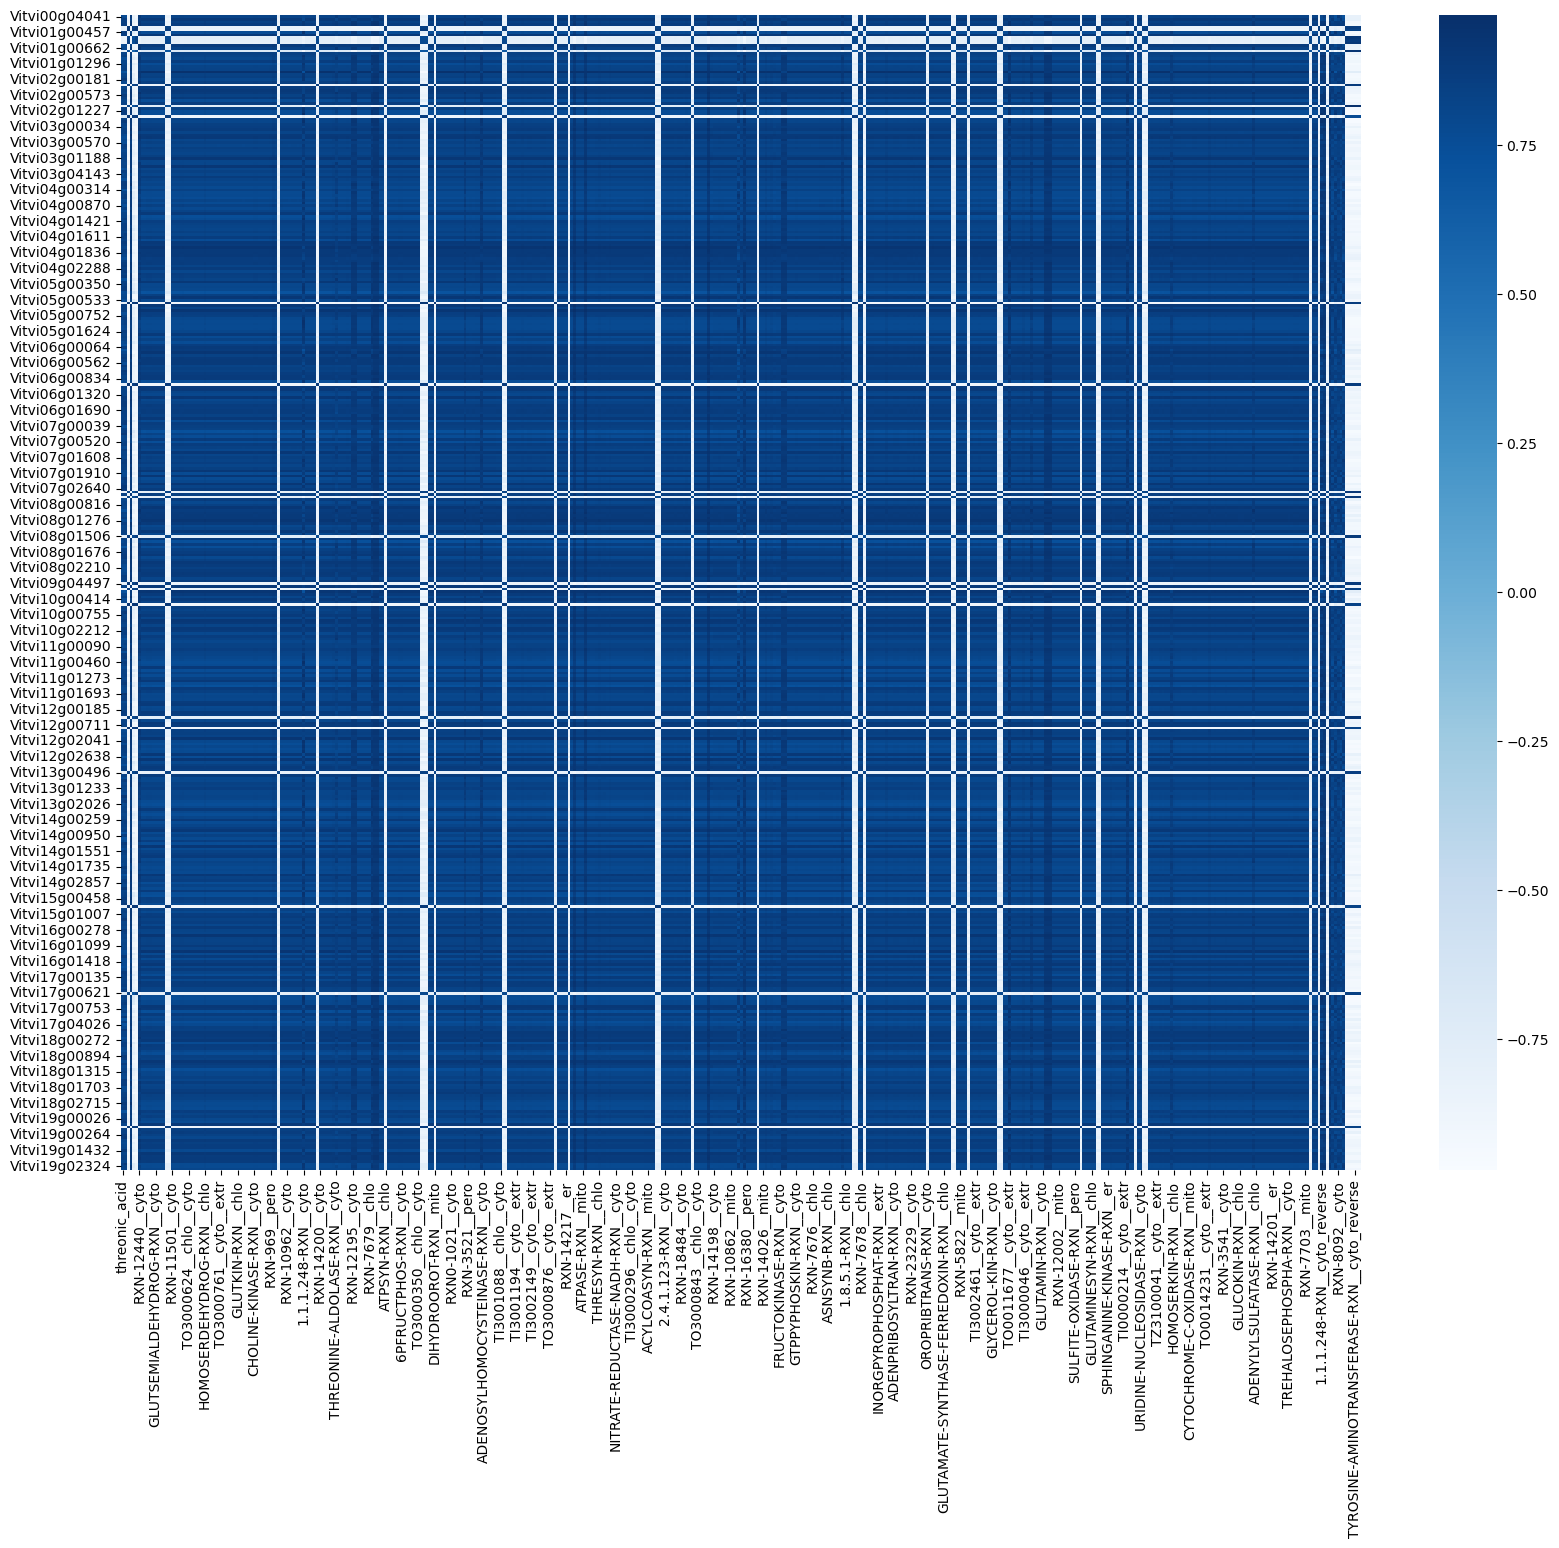 Vitvi00g04041
Vitvi01g00457
Vitvi01g00662
Vitvi01g01296
Vitvi02g00181
Vitvi02g00573
Vitvi02g01227
Vitvi03g00034
Vitvi03g00570
Vitvi03g01188
Vitvi03g04143
Vitvi04g00314
Vitvi04g00870
Vitvi04g01421
Vitvi04g01611
Vitvi04g01836
Vitvi04g02288
Vitvi05g00350
Vitvi05g00533
Vitvi05g00752
Vitvi05g01624
Vitvi06g00064
Vitvi06g00562
Vitvi06g00834
Vitvi06g01320
Vitvi06g01690
Vitvi07g00039
Vitvi07g00520
Vitvi07g01608
Vitvi07g01910
Vitvi07g02640
Vitvi08g00816
Vitvi08g01276
Vitvi08g01506
Vitvi08g01676
Vitvi08g02210
Vitvi09g04497
Vitvi10g00414
Vitvi10g00755
Vitvi10g02212
Vitvi11g00090
Vitvi11g00460
Vitvi11g01273
Vitvi11g01693
Vitvi12g00185
Vitvi12g00711
Vitvi12g02041
Vitvi12g02638
Vitvi13g00496
Vitvi13g01233
Vitvi13g02026
Vitvi14g00259
Vitvi14g00950
Vitvi14g01551
Vitvi14g01735
Vitvi14g02857
Vitvi15g00458
Vitvi15g01007
Vitvi16g00278
Vitvi16g01099
Vitvi16g01418
Vitvi17g00135
Vitvi17g00621
Vitvi17g00753
Vitvi17g04026
Vitvi18g00272
Vitvi18g00894
Vitvi18g01315
Vitvi18g01703
Vitvi18g02715
Vitvi19g00026
Vitvi19g00264
Vitvi19g01432
Vitvi19g02324
threonic_acid
RXN-12440__cyto
GLUTSEMIALDEHYDROG-RXN__cyto
RXN-11501__cyto
TO3000624__chlo__cyto
HOMOSERDEHYDROG-RXN__chlo
TO3000761__cyto__extr
GLUTKIN-RXN__chlo
CHOLINE-KINASE-RXN__cyto
RXN-969__pero
RXN-10962__cyto
1.1.1.248-RXN__cyto
RXN-14200__cyto
THREONINE-ALDOLASE-RXN__cyto
RXN-12195__cyto
RXN-7679__chlo
ATPSYN-RXN__chlo
6PFRUCTPHOS-RXN__cyto
TO3000350__chlo__cyto
DIHYDROOROT-RXN__mito
RXN0-1021__cyto
RXN-3521__pero
ADENOSYLHOMOCYSTEINASE-RXN__cyto
TI3001088__chlo__cyto
TI3001194__cyto__extr
TI3002149__cyto__extr
TO3000876__cyto__extr
RXN-14217__er
ATPASE-RXN__mito
THRESYN-RXN__chlo
NITRATE-REDUCTASE-NADH-RXN__cyto
TI3000296__chlo__cyto
ACYLCOASYN-RXN__mito
2.4.1.123-RXN__cyto
RXN-18484__cyto
TO3000843__chlo__cyto
RXN-14198__cyto
RXN-10862__mito
RXN-16380__pero
RXN-14026__mito
FRUCTOKINASE-RXN__cyto
GTPPYPHOSKIN-RXN__cyto
RXN-7676__chlo
ASNSYNB-RXN__chlo
1.8.5.1-RXN__chlo
RXN-7678__chlo
INORGPYROPHOSPHAT-RXN__extr
ADENPRIBOSYLTRAN-RXN__cyto
RXN-23229__cyto
OROPRIBTRANS-RXN__cyto
GLUTAMATE-SYNTHASE-FERREDOXIN-RXN__chlo
RXN-5822__mito
TI3002461__cyto__extr
GLYCEROL-KIN-RXN__cyto
TO0011677__cyto__extr
TI3000046__cyto__extr
GLUTAMIN-RXN__cyto
RXN-12002__mito
SULFITE-OXIDASE-RXN__pero
GLUTAMINESYN-RXN__chlo
SPHINGANINE-KINASE-RXN__er
TI0000214__cyto__extr
URIDINE-NUCLEOSIDASE-RXN__cyto
TZ3100041__cyto__extr
HOMOSERKIN-RXN__chlo
CYTOCHROME-C-OXIDASE-RXN__mito
TO0014231__cyto__extr
RXN-3541__cyto
GLUCOKIN-RXN__chlo
ADENYLYLSULFATASE-RXN__chlo
RXN-14201__er
TREHALOSEPHOSPHA-RXN__cyto
RXN-7703__mito
1.1.1.248-RXN__cyto_reverse
RXN-8092__cyto
TYROSINE-AMINOTRANSFERASE-RXN__cyto_reverse
0.75
0.50
0.25
0.00
−0.25
−0.50
−0.75